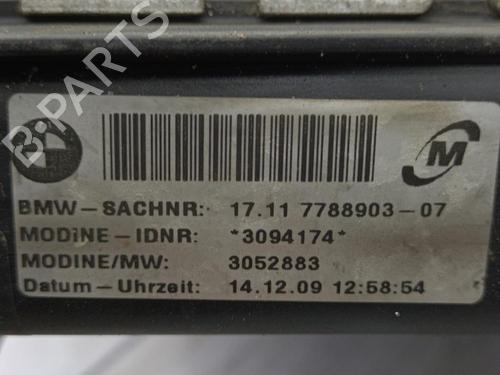 B-PARTS
M
BMW-SACHNR: 17.11 7788903-07
MODINE-IDNR: *3094174*
MODINE/MW: 3052883
Datum-Uhrzeit: 14.12.09 12:58:54